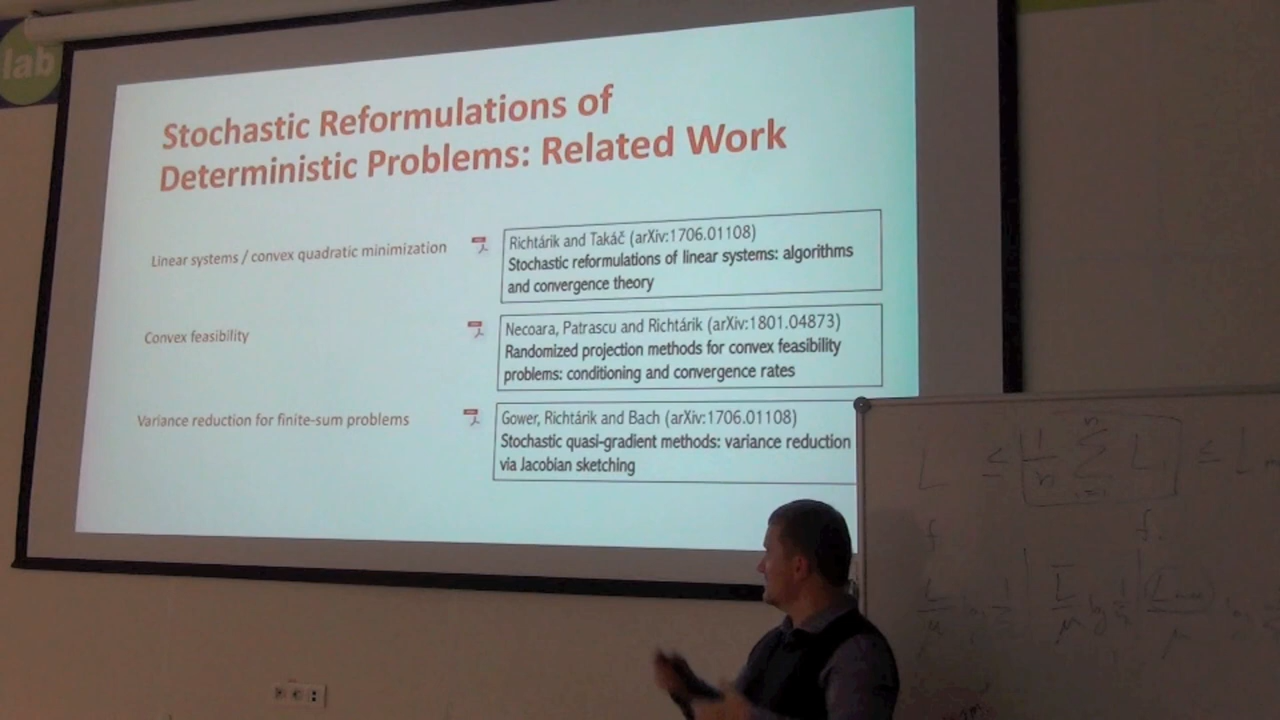 lab
Stochastic Reformulations of
Deterministic Problems: Related Work
Linear systems / convex quadratic minimization
Richtárik and Takáč (arXiv:1706.01108)
Stochastic reformulations of linear systems: algorithms
and convergence theory
Convex feasibility
Necoara, Patrascu and Richtárik (arXiv:1801.04873)
Randomized projection methods for convex feasibility
problems: conditioning and convergence rates
Variance reduction for finite-sum problems
Gower, Richtárik and Bach (arXiv:1706.01108)
Stochastic quasi-gradient methods: variance reduction
via Jacobian sketching